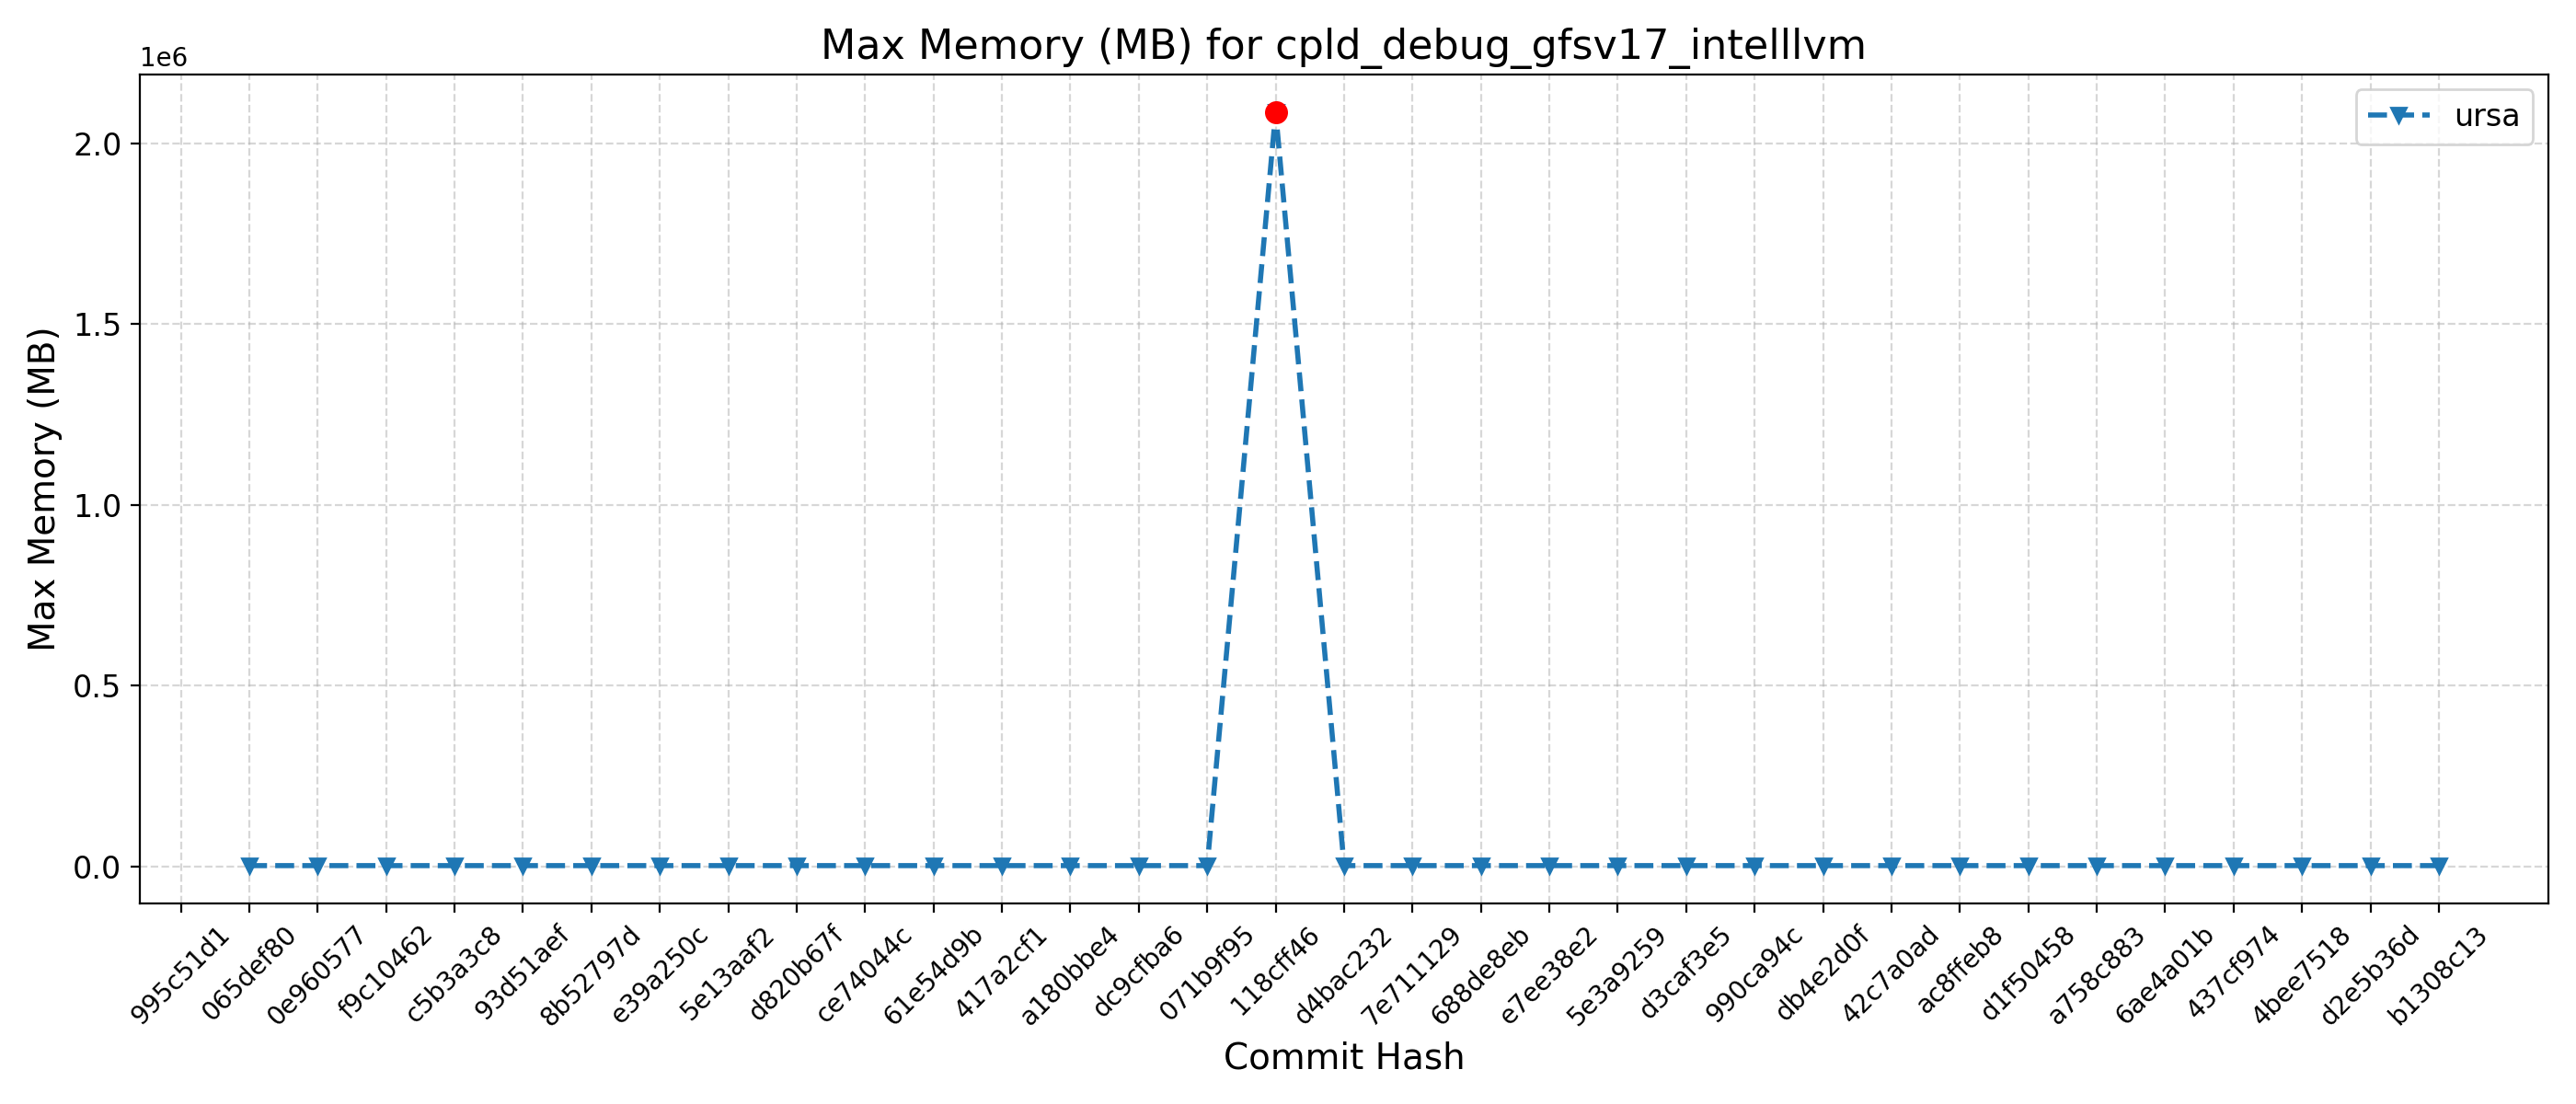 Max Memory (MB) for cpld_debug_gfsv17_intelllvm
1e6
ursa
2.0
1.5
1.0
0.5
0.0
Max Memory (MB)
995c51d1
065def80
0e960577
f9c10462
c5b3a3c8
93d51aef
8b52797d
e39a250c
5e13aaf2
d820b67f
ce74044c
61e54d9b
417a2cf1
a180bbe4
dc9cfba6
071b9f95
118cff46
d4bac232
7e711129
688de8eb
e7ee38e2
5e3a9259
d3caf3e5
990ca94c
db4e2d0f
42c7a0ad
ac8ffeb8
d1f50458
a758c883
6ae4a01b
437cf974
4bee7518
d2e5b36d
b1308c13
Commit Hash